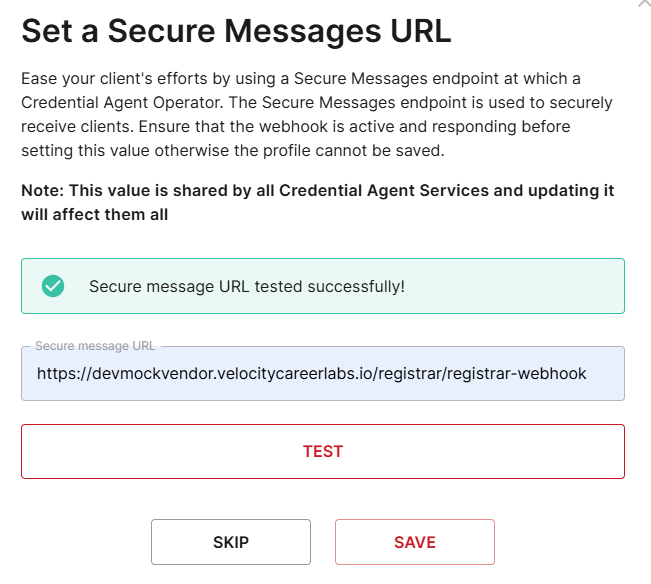 Set a Secure Messages URL
Ease your client's efforts by using a Secure Messages endpoint at which a
Credential Agent Operator. The Secure Messages endpoint is used to securely
receive clients. Ensure that the webhook is active and responding before
setting this value otherwise the profile cannot be saved.
Note: This value is shared by all Credential Agent Services and updating it
will affect them all
Secure message URL tested successfully!
Secure message URL
https://devmockvendor.velocitycareerlabs.io/registrar/registrar-webhook
TEST
SKIP
SAVE